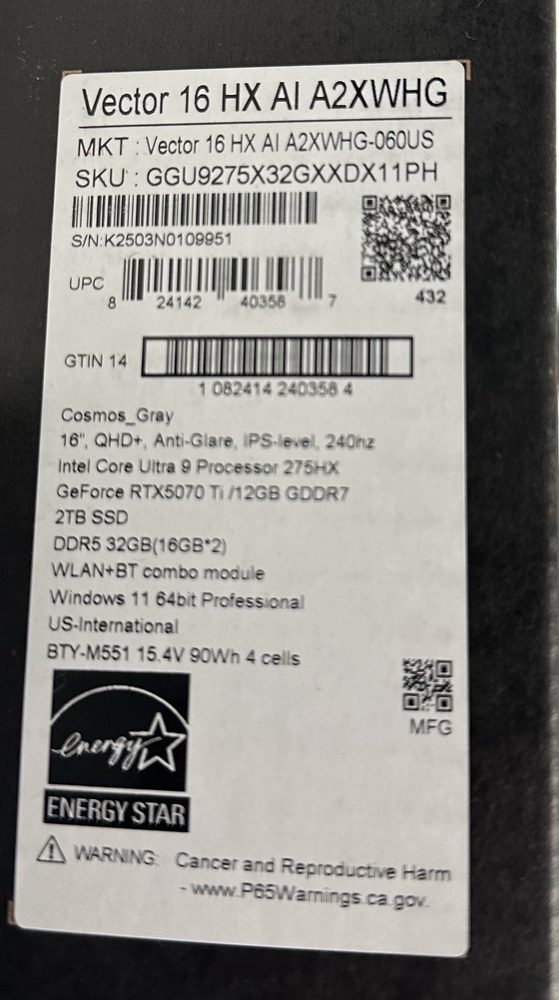 Vector 16 HX AI A2XWHG
MKT : Vector 16 HX AI A2XWHG-060US
SKU : GGU9275X32GXXDX11PH
S/N:K2503N0109951
UPC
8 24142 40358 7
432
GTIN 14
1 082414 240358 4
Cosmos_Gray
16", QHD+, Anti-Glare, IPS-level, 240hz
Intel Core Ultra 9 Processor 275HX
GeForce RTX5070 Ti /12GB GDDR7
2TB SSD
DDR5 32GB(16GB*2)
WLAN+BT combo module
Windows 11 64bit Professional
US-International
BTY-M551 15.4V 90Wh 4 cells
MFG
energy
ENERGY STAR
WARNING: Cancer and Reproductive Harm
- www.P65Warnings.ca.gov.